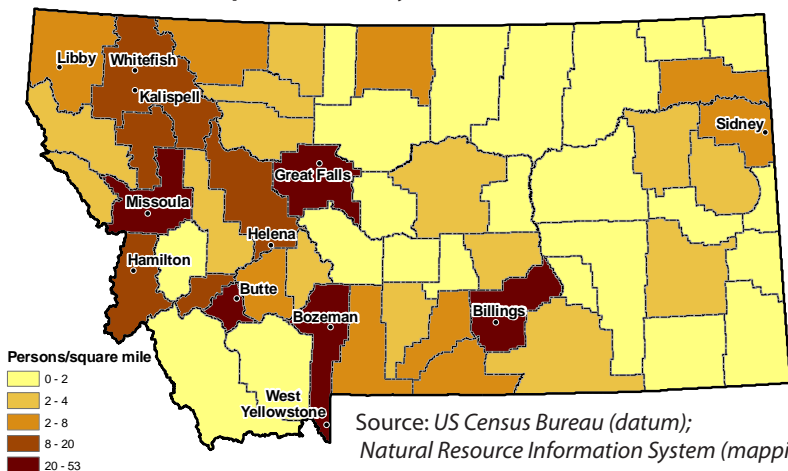 Libby
Whitefish
Kalispell
Sidney
Great Falls
Missoula
Helena
Hamilton
Butte
Bozeman
Billings
West
Yellowstone
Persons/square mile
0 - 2
2 - 4
2 - 8
8 - 20
20 - 53
Source: US Census Bureau (datum);
Natural Resource Information System (mappi